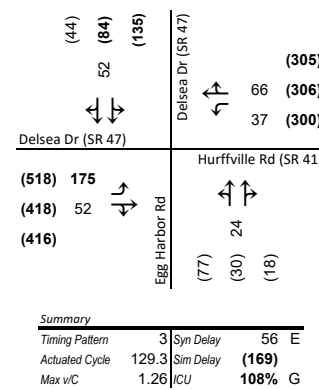 (44) (84) (135)
52
Delsea Dr (SR 47)
(305)
66 (306)
37 (300)
Delsea Dr (SR 47)
Hurffville Rd (SR 41
(518) 175
(418) 52
(416)
Egg Harbor Rd
24
(77) (30) (18)
Summary
Timing Pattern 3 Syn Delay 56 E
Actuated Cycle 129.3 Sim Delay (169)
Max v/C 1.26 ICU 108% G